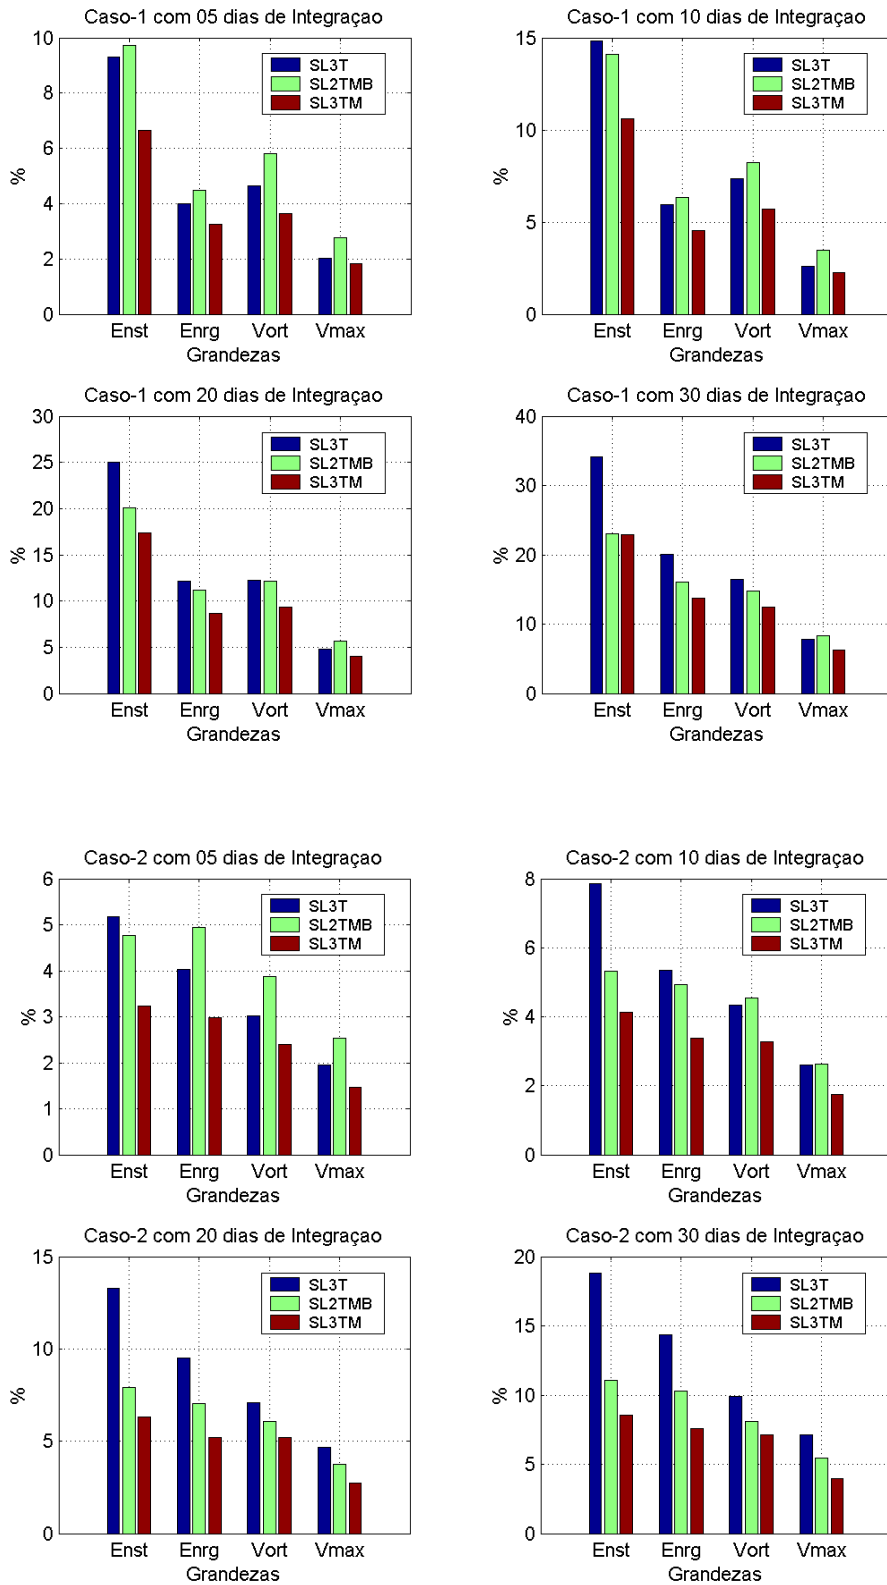 Caso-1 com 05 dias de Integraçao
10
8
6
4
2
0
%
SL3T
SL2TMB
SL3TM
Enst Enrg Vort Vmax
Grandezas
Caso-1 com 10 dias de Integraçao
15
10
5
0
%
SL3T
SL2TMB
SL3TM
Enst Enrg Vort Vmax
Grandezas
Caso-1 com 20 dias de Integraçao
30
25
20
15
10
5
0
%
SL3T
SL2TMB
SL3TM
Enst Enrg Vort Vmax
Grandezas
Caso-1 com 30 dias de Integraçao
40
30
20
10
0
%
SL3T
SL2TMB
SL3TM
Enst Enrg Vort Vmax
Grandezas
Caso-2 com 05 dias de Integraçao
6
5
4
3
2
1
0
%
SL3T
SL2TMB
SL3TM
Enst Enrg Vort Vmax
Grandezas
Caso-2 com 10 dias de Integraçao
8
6
4
2
0
%
SL3T
SL2TMB
SL3TM
Enst Enrg Vort Vmax
Grandezas
Caso-2 com 20 dias de Integraçao
15
10
5
0
%
SL3T
SL2TMB
SL3TM
Enst Enrg Vort Vmax
Grandezas
Caso-2 com 30 dias de Integraçao
20
15
10
5
0
%
SL3T
SL2TMB
SL3TM
Enst Enrg Vort Vmax
Grandezas